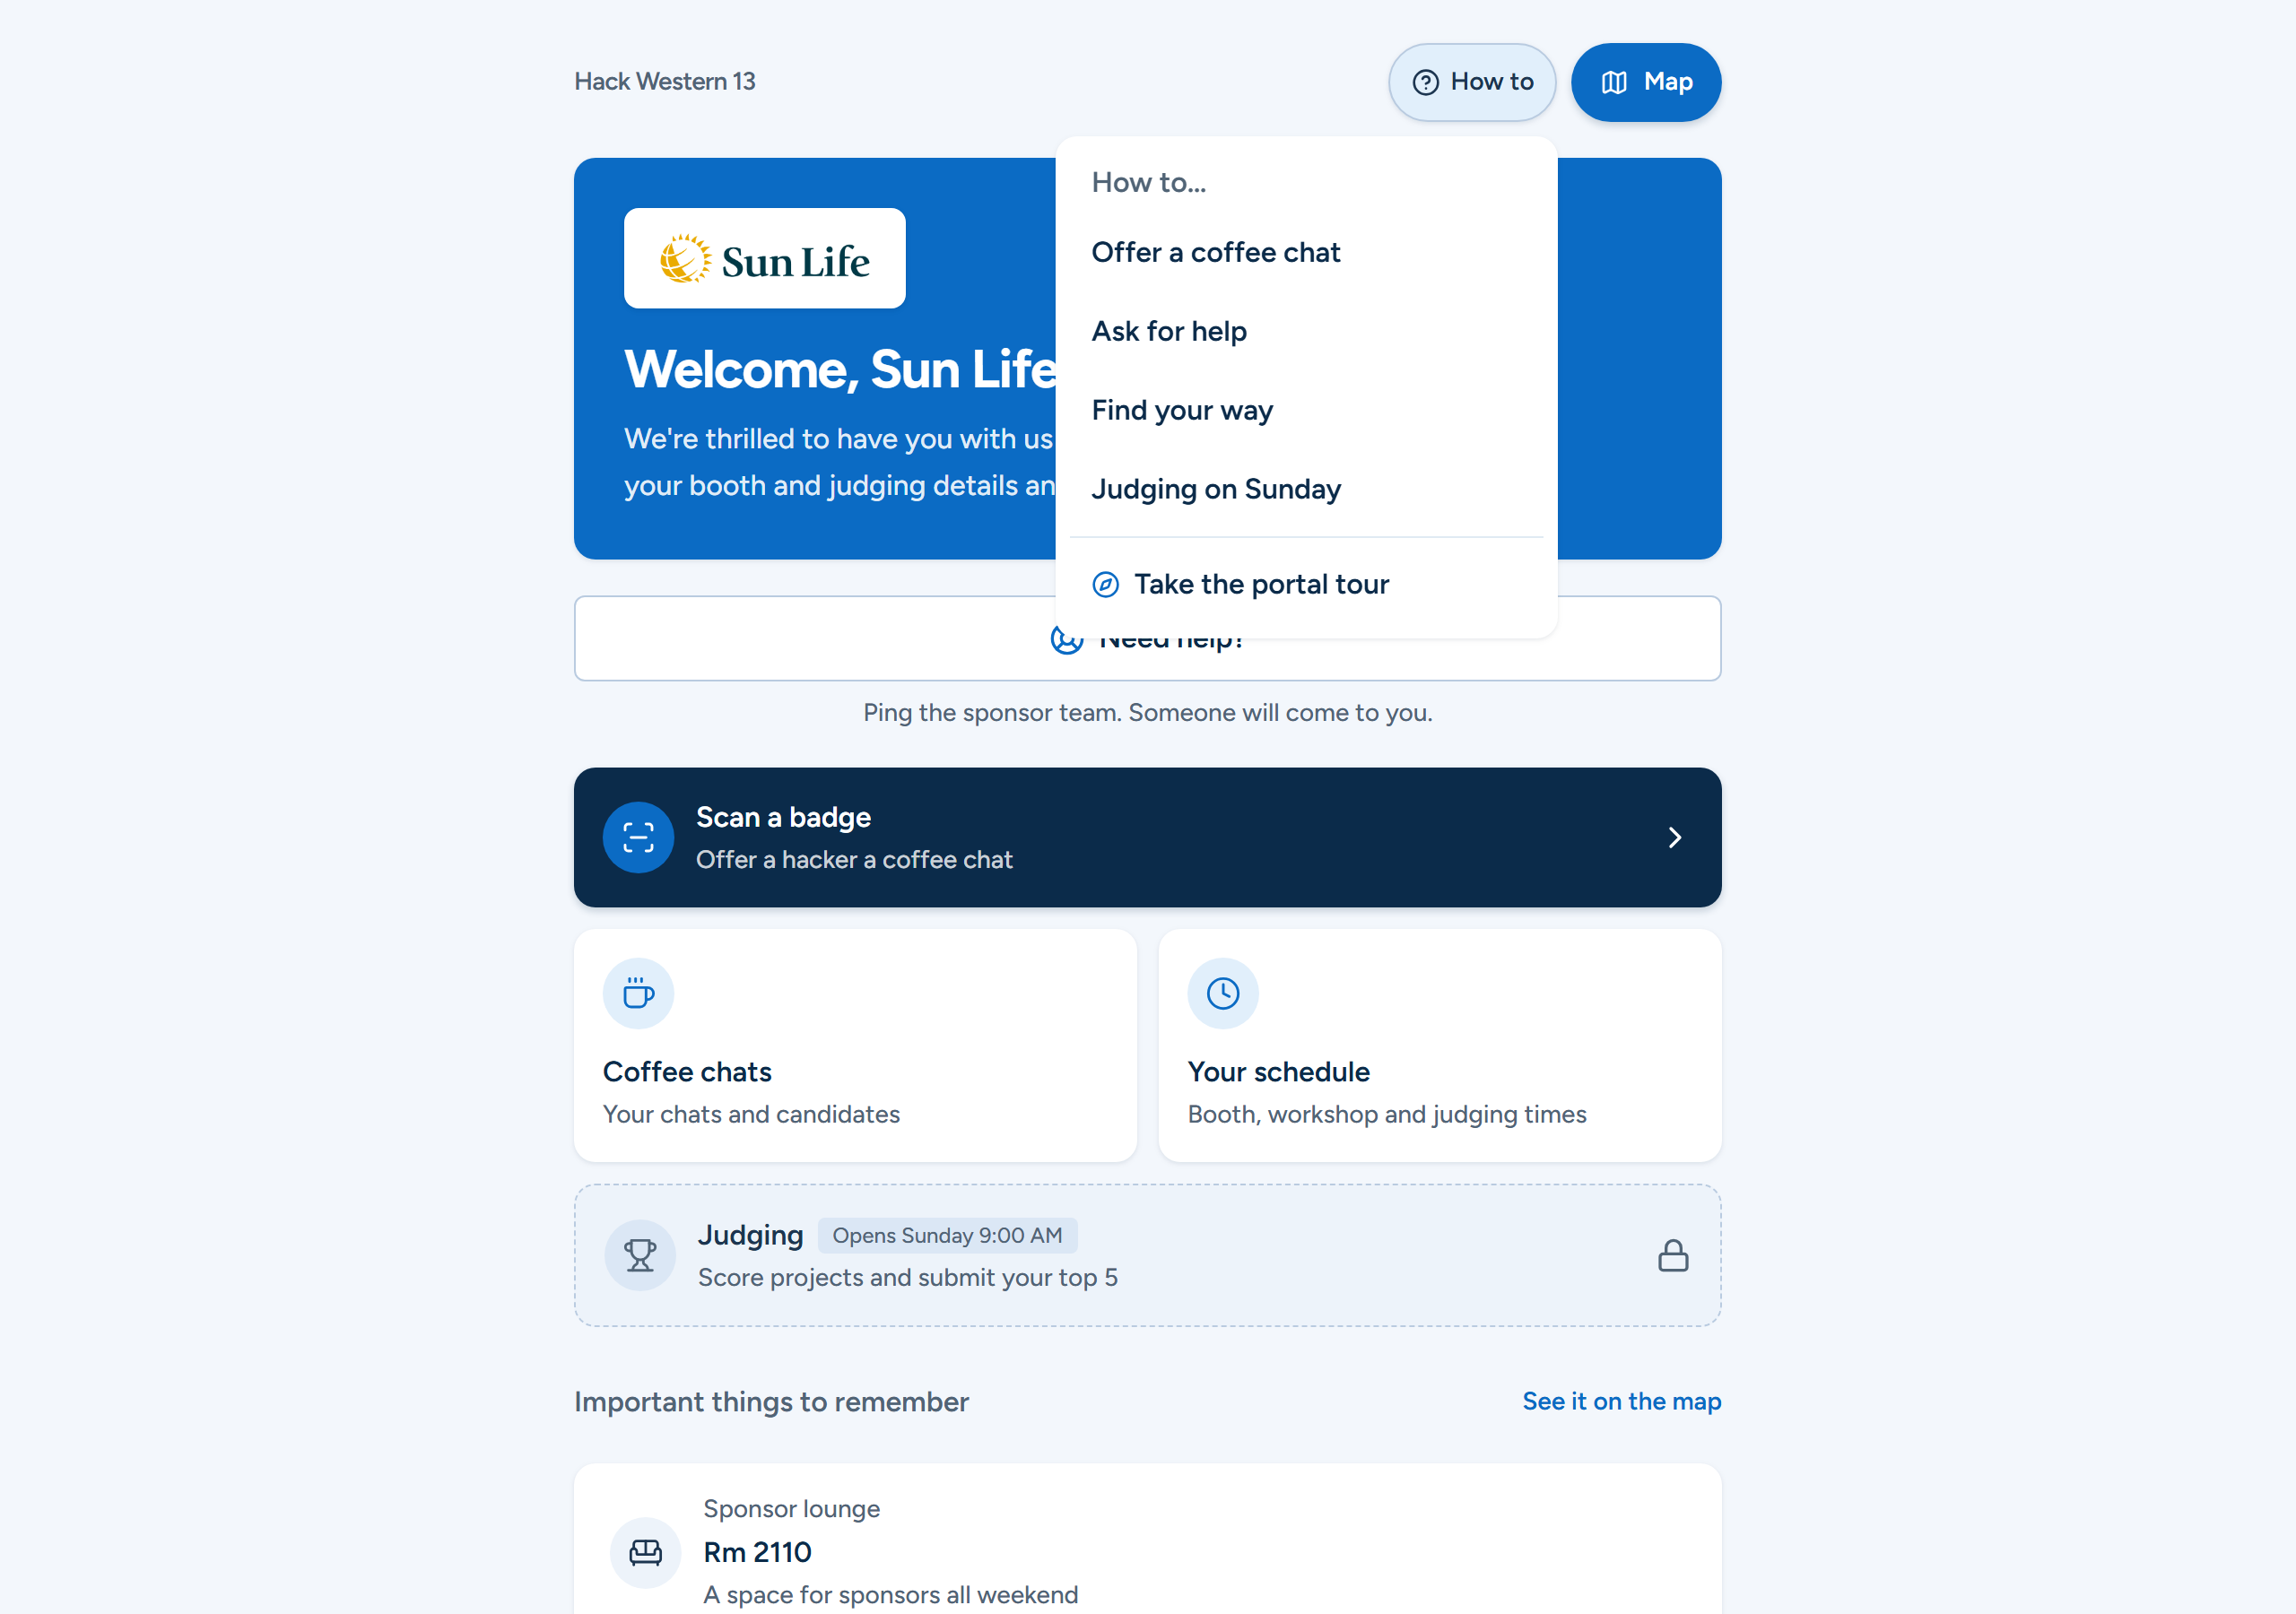 Hack Western 13
How to
Map
How to...
Offer a coffee chat
Ask for help
Find your way
Judging on Sunday
Take the portal tour
Sun Life
Welcome, Sun Life
We're thrilled to have you with us
your booth and judging details an
Need help?
Ping the sponsor team. Someone will come to you.
Scan a badge
Offer a hacker a coffee chat
Coffee chats
Your chats and candidates
Your schedule
Booth, workshop and judging times
Judging
Opens Sunday 9:00 AM
Score projects and submit your top 5
Important things to remember
See it on the map
Sponsor lounge
Rm 2110
A space for sponsors all weekend